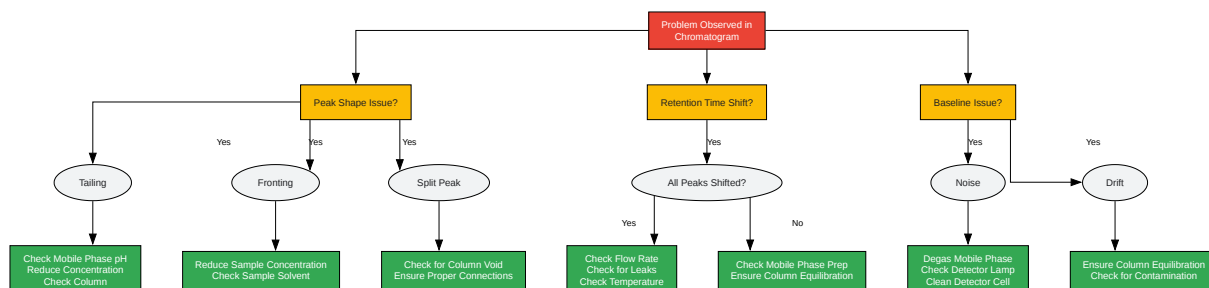 Problem Observed in
Chromatogram
Peak Shape Issue?
Retention Time Shift?
Baseline Issue?
Yes
Yes
Yes
Yes
Yes
Yes
Tailing
Fronting
Split Peak
All Peaks Shifted?
Noise
Drift
Yes
No
Check Mobile Phase pH
Reduce Concentration
Check Column
Reduce Sample Concentration
Check Sample Solvent
Check for Column Void
Ensure Proper Connections
Check Flow Rate
Check for Leaks
Check Temperature
Check Mobile Phase Prep
Ensure Column Equilibration
Degas Mobile Phase
Check Detector Lamp
Clean Detector Cell
Ensure Column Equilibration
Check for Contamination